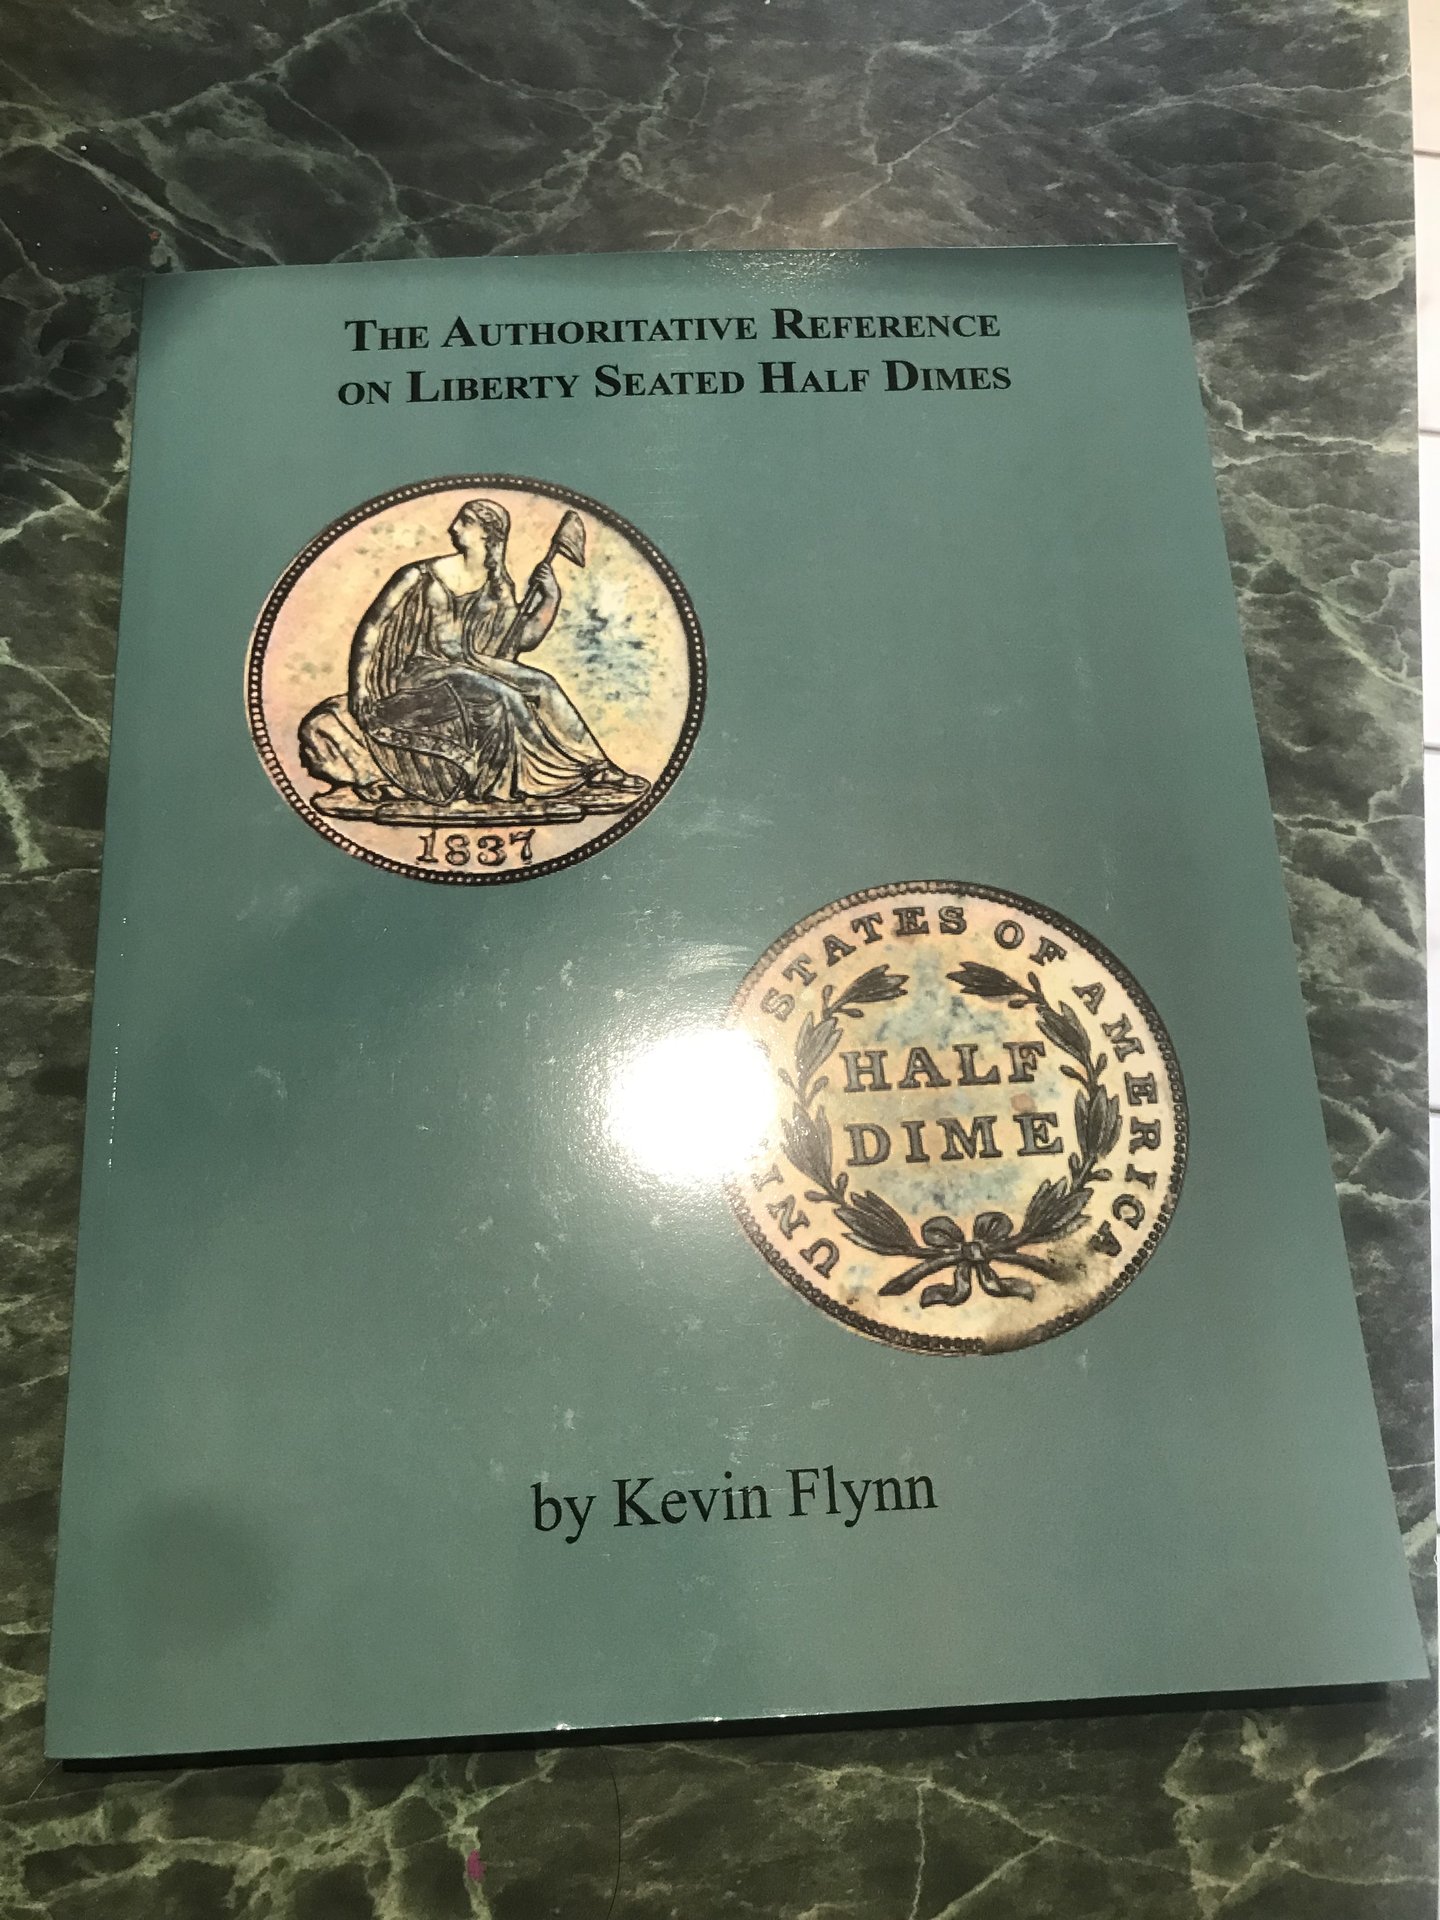 THE AUTHORITATIVE REFERENCE
ON LIBERTY SEATED HALF DIMES
1837
STATES OF AMERICA
HALF
DIME
by Kevin Flynn